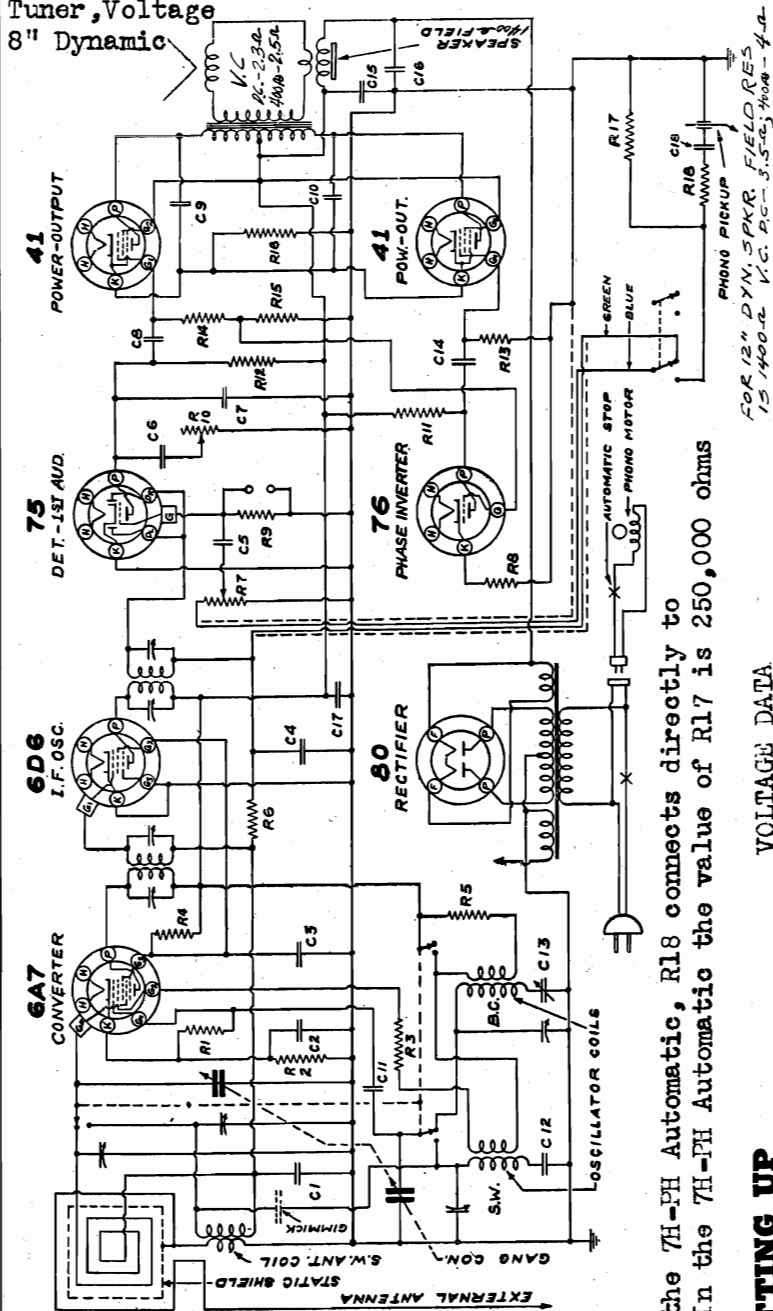 Tuner,Voltage
8" Dynamic
V.C
D.C.-2.3Ω
400~-2.5Ω
SPEAKER
1400Ω FIELD
C15
C16
41
POWER-OUTPUT
C9
C10
R16
41
POW.-OUT.
C8
R14
R15
R12
C14
R13
R17
C18
R18
PHONO PICKUP
GREEN
BLUE
FOR 12" DYN. SPKR. FIELD RES
IS 1400Ω V.C. D.C-3.5Ω; 400~-4Ω
75
DET.-1ST AUD.
C6
R10
C7
R11
R7
C5
R9
76
PHASE INVERTER
R8
AUTOMATIC STOP
PHONO MOTOR
6D6
I.F. OSC.
C4
C17
R6
80
RECTIFIER
6A7
CONVERTER
R4
C3
R1
R2
C2
R3
C11
R5
C13
B.C.
C12
S.W.
OSCILLATOR COILS
C1
GIMMICK
GANG CON.
S.W. ANT. COIL
STATIC SHIELD
EXTERNAL ANTENNA
the 7H-PH Automatic, R18 connects directly to
In the 7H-PH Automatic the value of R17 is 250,000 ohms
VOLTAGE DATA
TTING UP